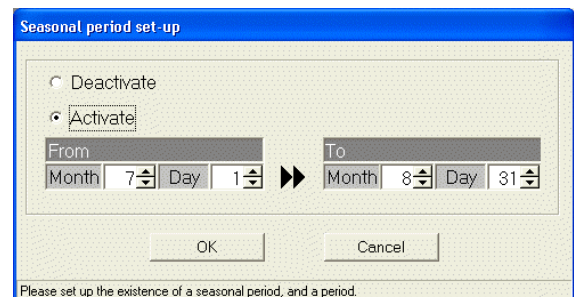 Seasonal period set-up
Deactivate
Activate
From To
Month 7 Day 1 Month 8 Day 31
OK Cancel
Please set up the existence of a seasonal period, and a period.